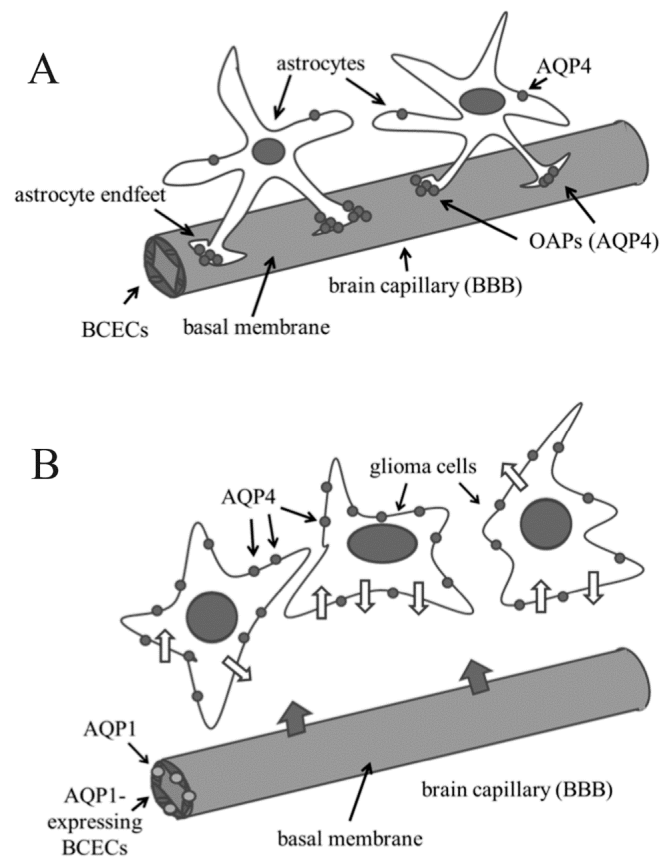 A
astrocytes
AQP4
astrocyte endfeet
OAPs (AQP4)
brain capillary (BBB)
BCECs
basal membrane
B
glioma cells
AQP4
AQP1
AQP1-
expressing
BCECs
brain capillary (BBB)
basal membrane